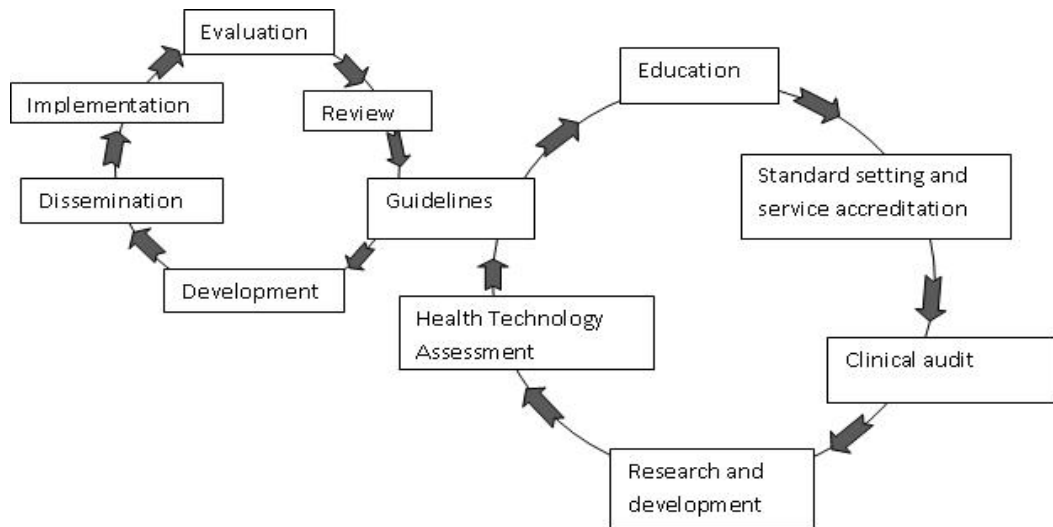 Evaluation
Education
Implementation
Review
Standard setting and
service accreditation
Dissemination
Guidelines
Development
Health Technology
Assessment
Clinical audit
Research and
development